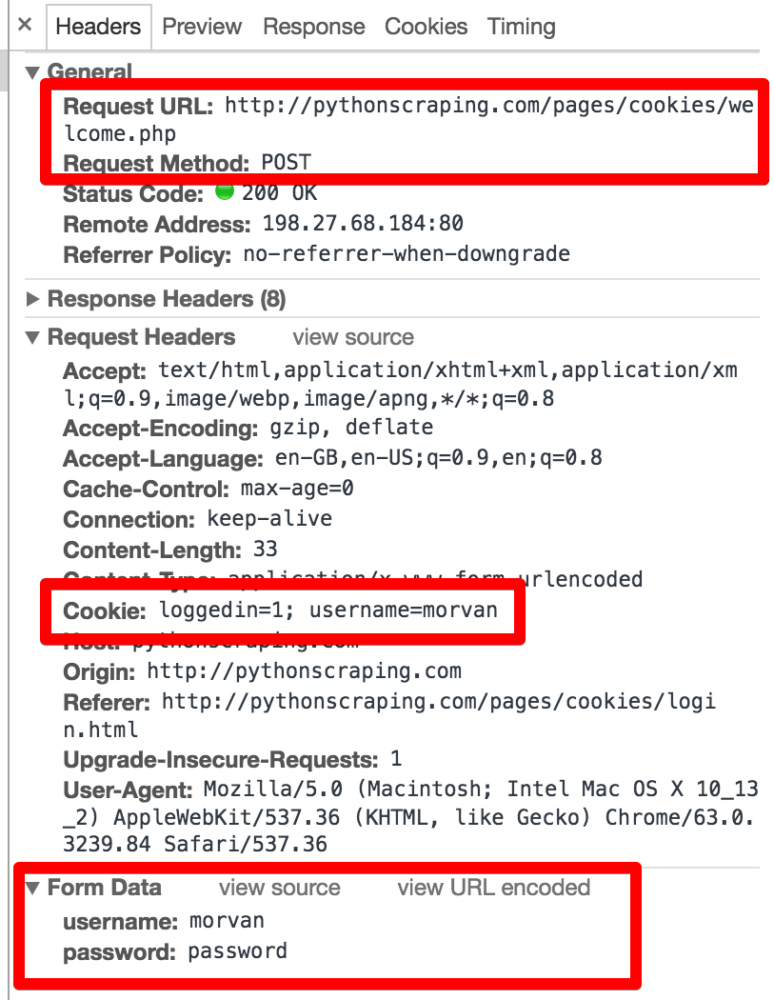 × Headers Preview Response Cookies Timing
▼ General
Request URL: http://pythonscraping.com/pages/cookies/we
lcome.php
Request Method: POST
Status Code: 200 OK
Remote Address: 198.27.68.184:80
Referrer Policy: no-referrer-when-downgrade
▶ Response Headers (8)
▼ Request Headers view source
Accept: text/html,application/xhtml+xml,application/xm
l;q=0.9,image/webp,image/apng,*/*;q=0.8
Accept-Encoding: gzip, deflate
Accept-Language: en-GB,en-US;q=0.9,en;q=0.8
Cache-Control: max-age=0
Connection: keep-alive
Content-Length: 33
Content-Type: application/x-www-form-urlencoded
Cookie: loggedin=1; username=morvan
Host: pythonscraping.com
Origin: http://pythonscraping.com
Referer: http://pythonscraping.com/pages/cookies/logi
n.html
Upgrade-Insecure-Requests: 1
User-Agent: Mozilla/5.0 (Macintosh; Intel Mac OS X 10_13
_2) AppleWebKit/537.36 (KHTML, like Gecko) Chrome/63.0.
3239.84 Safari/537.36
▼ Form Data view source view URL encoded
username: morvan
password: password